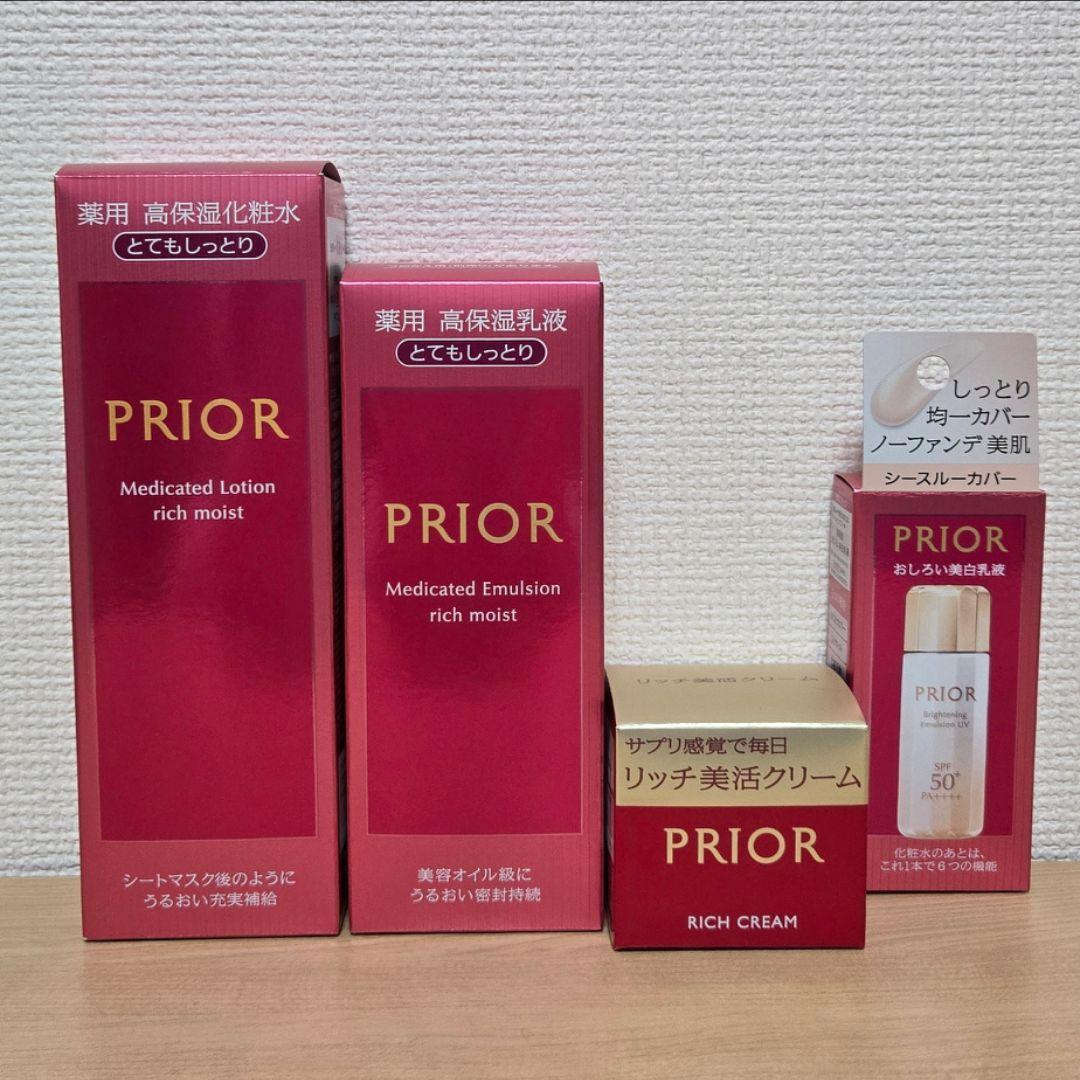 薬用 高保湿化粧水
とてもしっとり
PRIOR
Medicated Lotion
rich moist
シートマスク後のように
うるおい充実補給
薬用 高保湿乳液
とてもしっとり
PRIOR
Medicated Emulsion
rich moist
美容オイル級に
うるおい密封持続
リッチ美活クリーム
サプリ感覚で毎日
リッチ美活クリーム
PRIOR
RICH CREAM
しっとり
均一カバー
ノーファンデ美肌
シースルーカバー
PRIOR
おしろい美白乳液
PRIOR
Brightening
Emulsion UV
SPF
50+
PA++++
化粧水のあとは、
これ1本で6つの機能